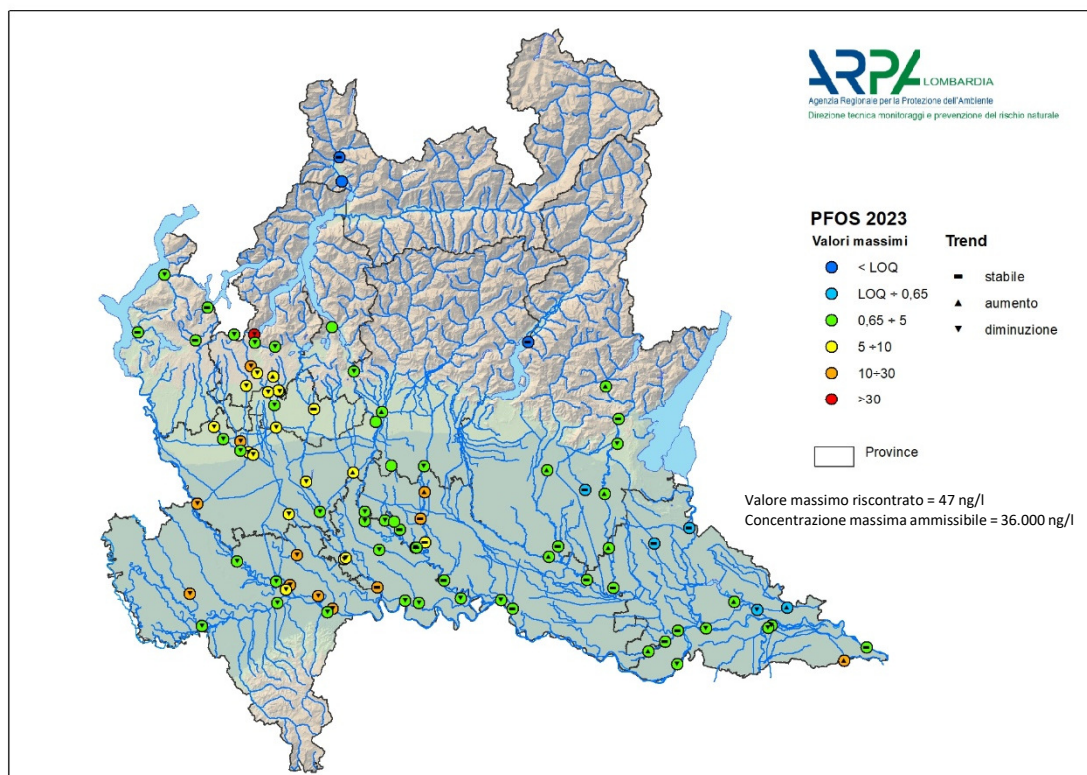 ARPA LOMBARDIA
Agenzia Regionale per la Protezione dell'Ambiente
Direzione tecnica monitoraggi e prevenzione del rischio naturale
PFOS 2023
Valori massimi
< LOQ
LOQ ÷ 0,65
0,65 ÷ 5
5 ÷10
10÷30
>30
Trend
stabile
aumento
diminuzione
Province
Valore massimo riscontrato = 47 ng/l
Concentrazione massima ammissibile = 36.000 ng/l